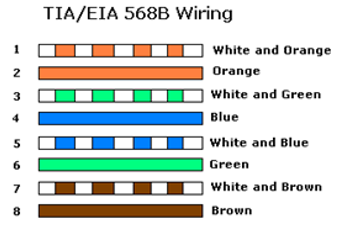 TIA/EIA 568B Wiring
1 White and Orange
2 Orange
3 White and Green
4 Blue
5 White and Blue
6 Green
7 White and Brown
8 Brown